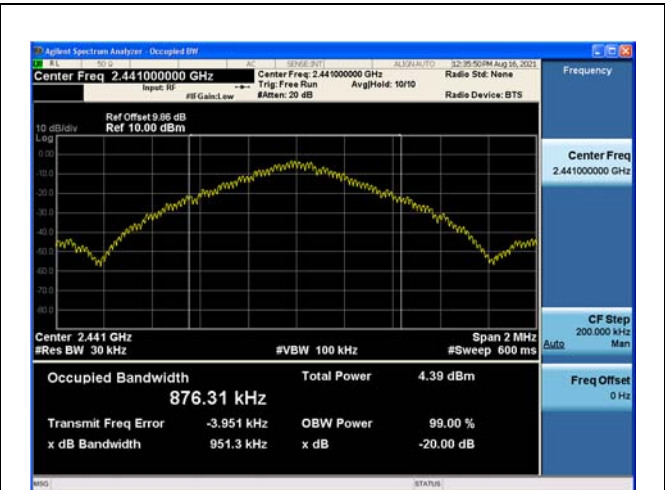 Agilent Spectrum Analyzer - Occupied BW
RL 50 Ω AC SENSE:INT ALIGN AUTO 12:35:50 PM Aug 16, 2021
Center Freq 2.441000000 GHz Center Freq: 2.441000000 GHz Radio Std: None Frequency
Input: RF Trig: Free Run Avg|Hold: 10/10
#IFGain:Low #Atten: 20 dB Radio Device: BTS
Ref Offset 9.86 dB
10 dB/div Ref 10.00 dBm
Log
0.00
-10.0
-20.0
-30.0
-40.0
-50.0
-60.0
-70.0
-80.0
Center Freq
2.441000000 GHz
Center 2.441 GHz Span 2 MHz
#Res BW 30 kHz #VBW 100 kHz #Sweep 600 ms
CF Step
200.000 kHz
Auto Man
Occupied Bandwidth Total Power 4.39 dBm
876.31 kHz
Transmit Freq Error -3.951 kHz OBW Power 99.00 %
x dB Bandwidth 951.3 kHz x dB -20.00 dB
Freq Offset
0 Hz
MSG STATUS